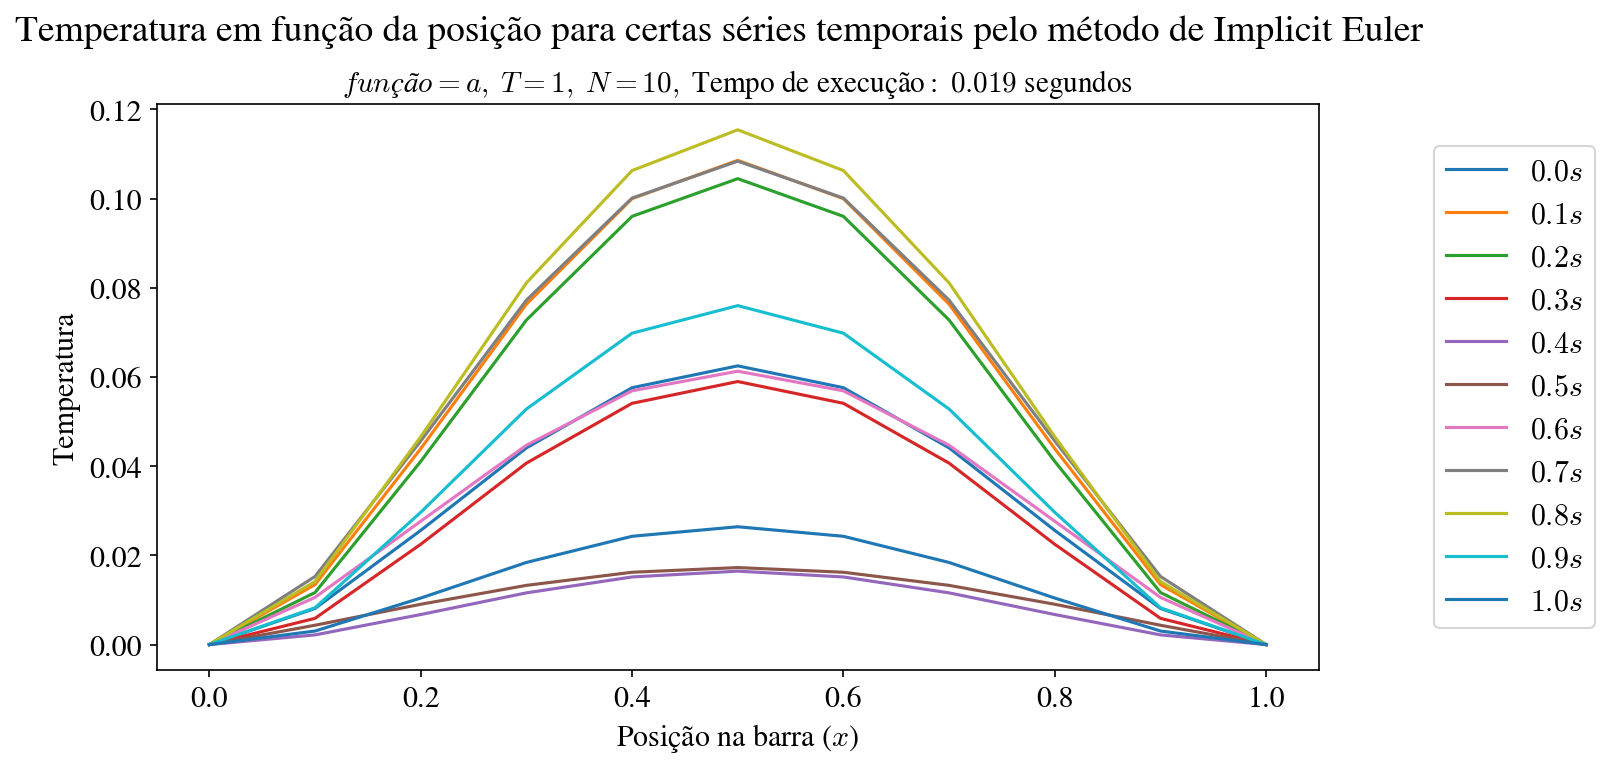 Temperatura em função da posição para certas séries temporais pelo método de Implicit Euler
função = a, T = 1, N = 10, Tempo de execução : 0.019 segundos
0.12
0.10
0.08
0.06
0.04
0.02
0.00
Temperatura
0.0 0.2 0.4 0.6 0.8 1.0
Posição na barra (x)
0.0s
0.1s
0.2s
0.3s
0.4s
0.5s
0.6s
0.7s
0.8s
0.9s
1.0s